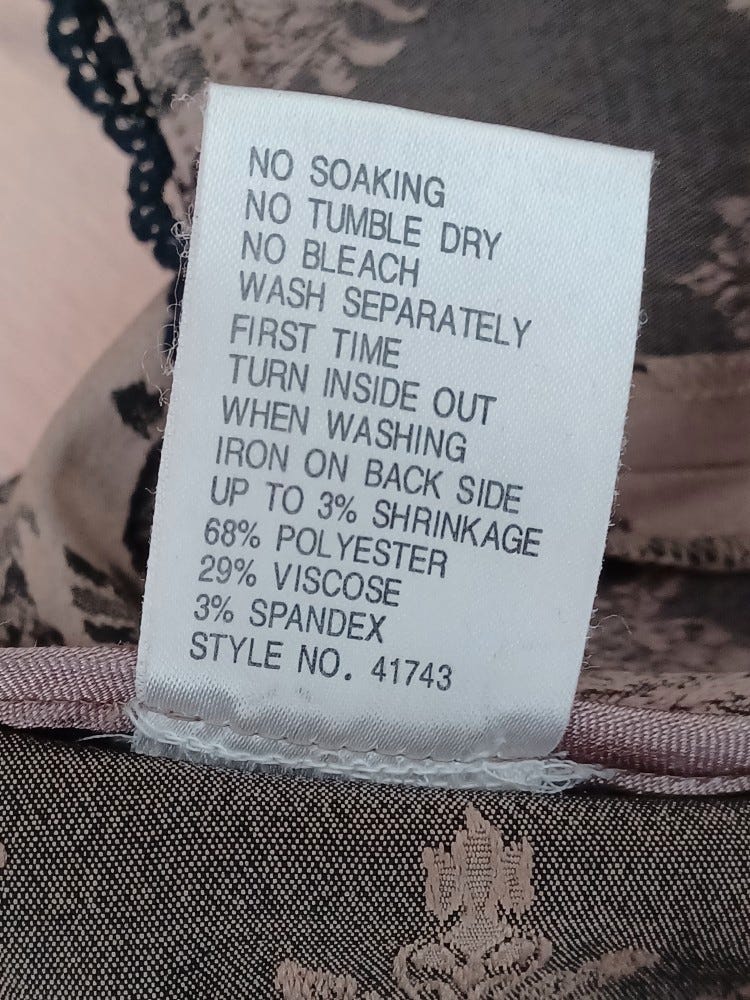 NO SOAKING
NO TUMBLE DRY
NO BLEACH
WASH SEPARATELY
FIRST TIME
TURN INSIDE OUT
WHEN WASHING
IRON ON BACK SIDE
UP TO 3% SHRINKAGE
68% POLYESTER
29% VISCOSE
3% SPANDEX
STYLE NO. 41743